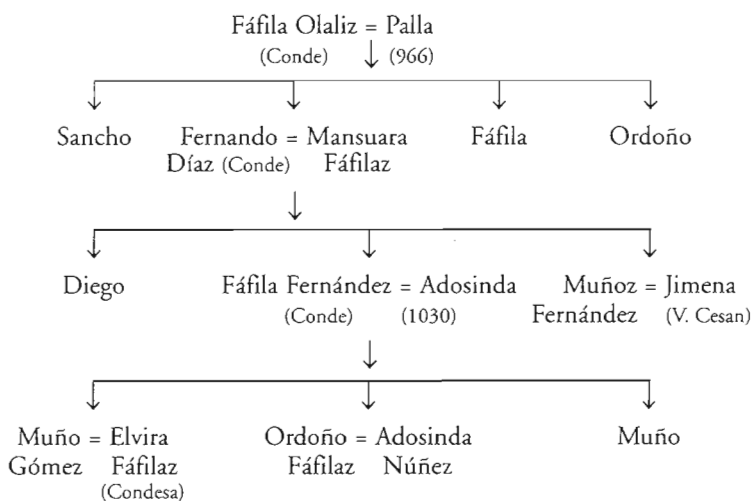 Fáfila Olaliz = Palla
(Conde) (966)
Sancho Fernando = Mansuara Fáfila Ordoño
Díaz (Conde) Fáfilaz
Diego Fáfila Fernández = Adosinda Muñoz = Jimena
(Conde) (1030) Fernández (V. Cesan)
Muño = Elvira Ordoño = Adosinda Muño
Gómez Fáfilaz Fáfilaz Núñez
(Condesa)